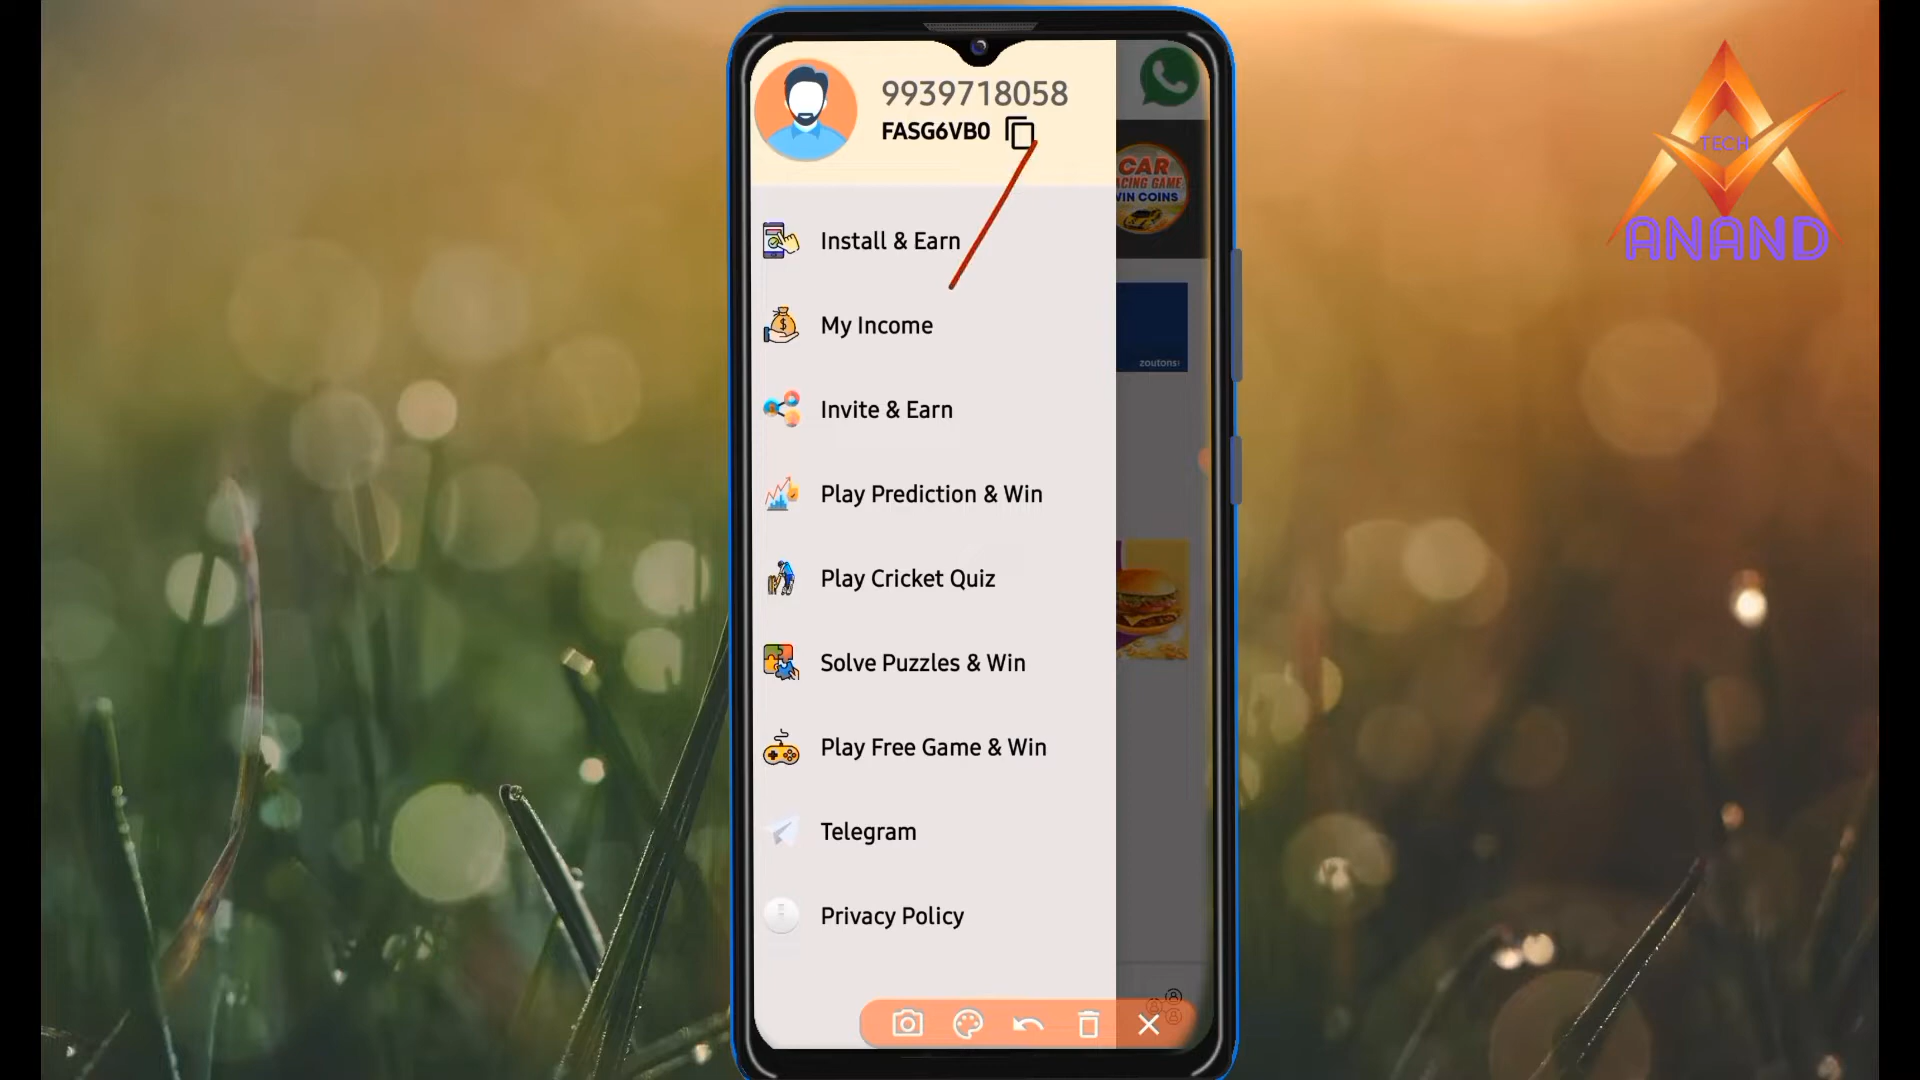 9939718058
FASG6VB0
Install & Earn
My Income
Invite & Earn
Play Prediction & Win
Play Cricket Quiz
Solve Puzzles & Win
Play Free Game & Win
Telegram
Privacy Policy
CAR
ACING GAME
IN COINS
zoutons
TECH
ANAND